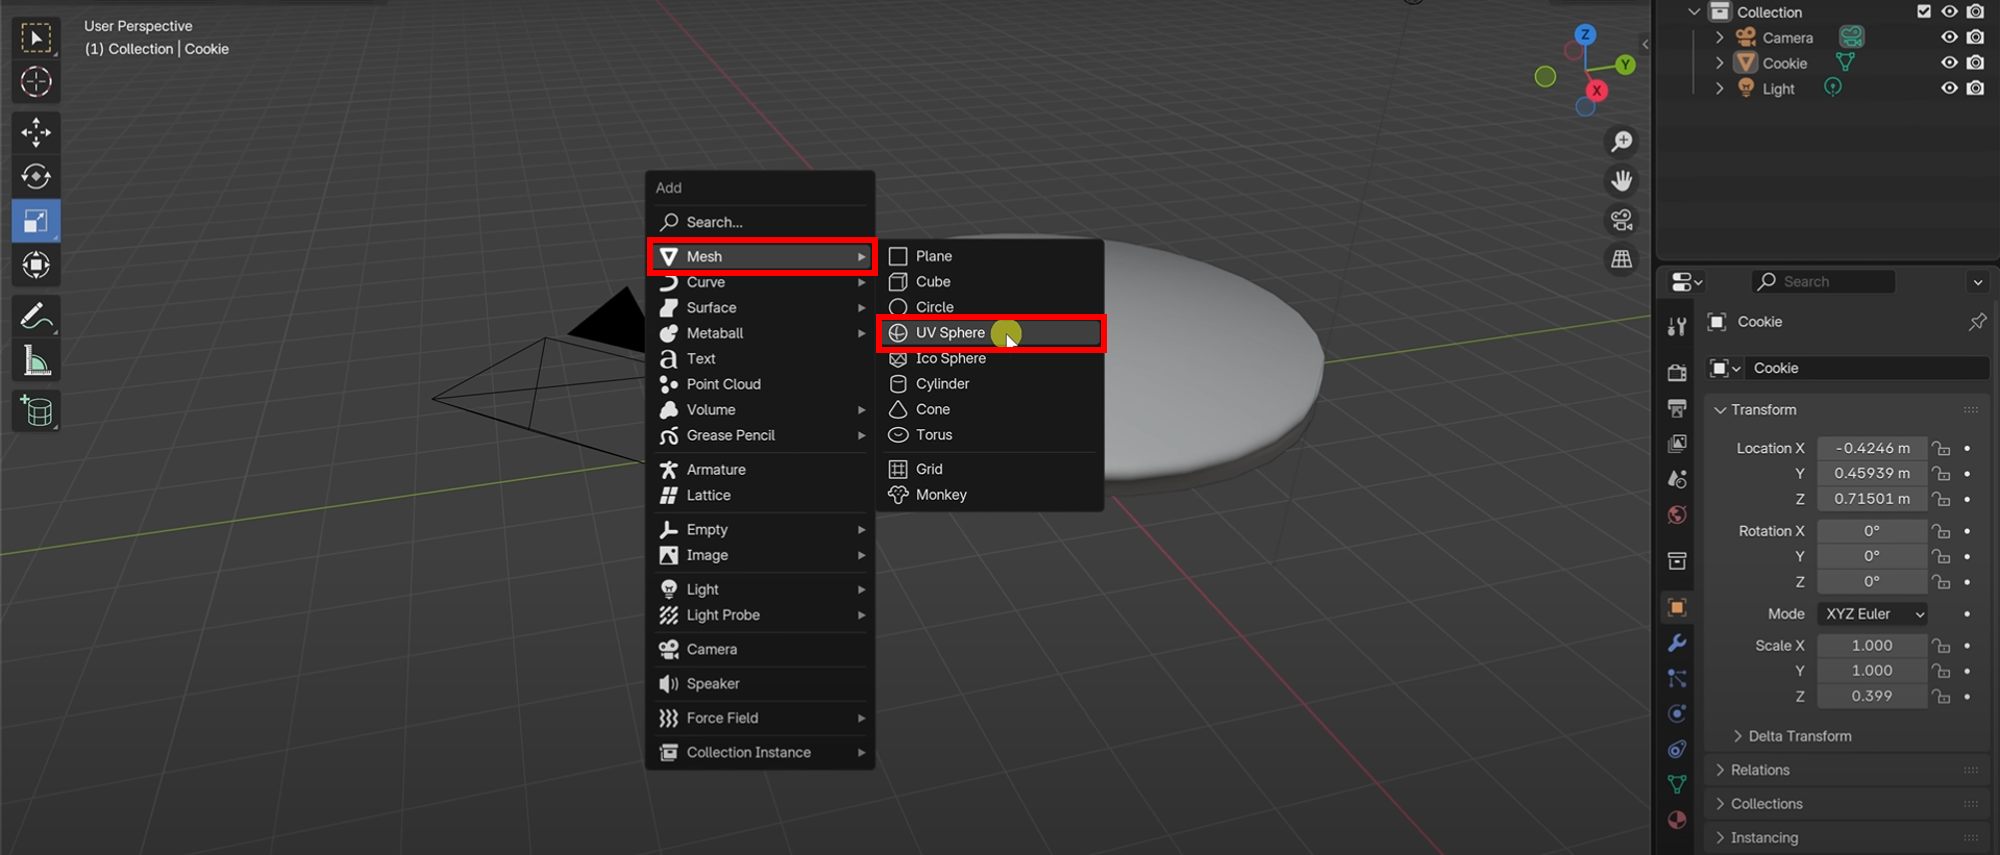 User Perspective
(1) Collection | Cookie
Z
Y
X
Add
Search...
Mesh
Curve
Surface
Metaball
Text
Point Cloud
Volume
Grease Pencil
Armature
Lattice
Empty
Image
Light
Light Probe
Camera
Speaker
Force Field
Collection Instance
Plane
Cube
Circle
UV Sphere
Ico Sphere
Cylinder
Cone
Torus
Grid
Monkey
Collection
Camera
Cookie
Light
Search
Cookie
Cookie
Transform
Location X -0.4246 m
Y 0.45939 m
Z 0.71501 m
Rotation X 0°
Y 0°
Z 0°
Mode XYZ Euler
Scale X 1.000
Y 1.000
Z 0.399
Delta Transform
Relations
Collections
Instancing